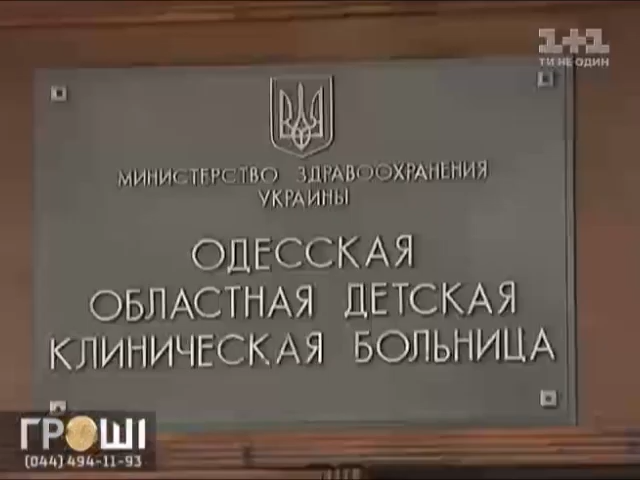 1+1
ТИ НЕ ОДИН
МИНИСТЕРСТВО ЗДРАВООХРАНЕНИЯ
УКРАИНЫ
ОДЕССКАЯ
ОБЛАСТНАЯ ДЕТСКАЯ
КЛИНИЧЕСКАЯ БОЛЬНИЦА
ГРОШІ
(044) 494-11-93